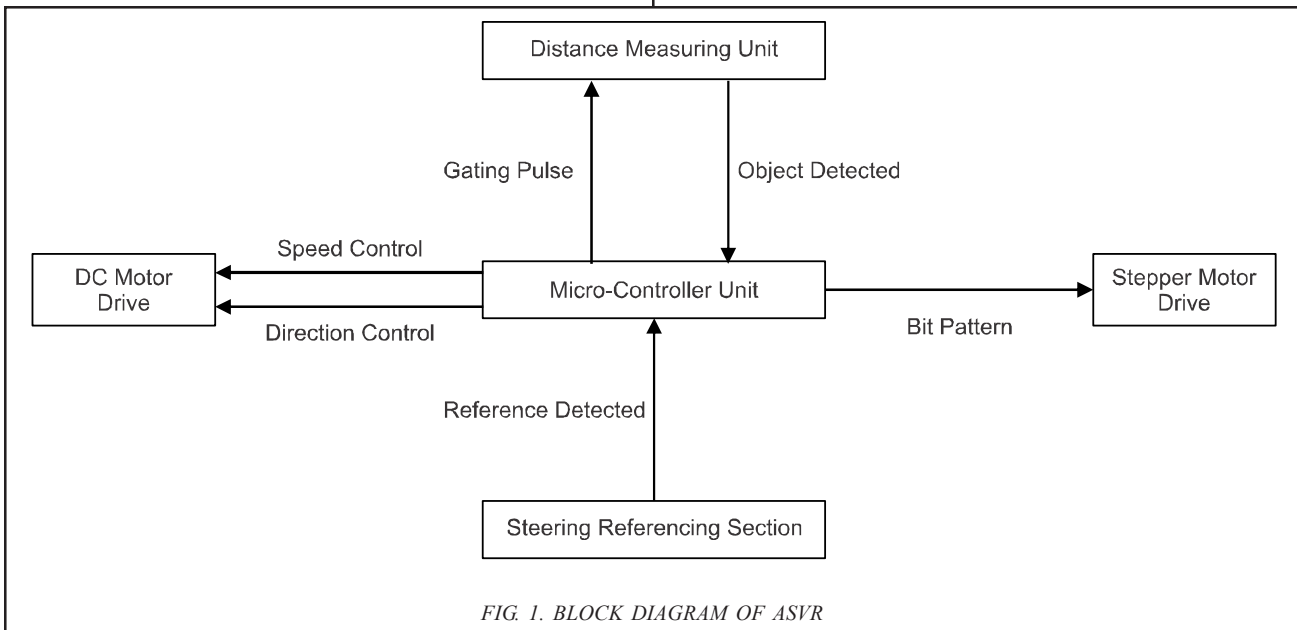 Distance Measuring Unit
Gating Pulse
Object Detected
Speed Control
DC Motor
Drive
Micro-Controller Unit
Stepper Motor
Drive
Direction Control
Bit Pattern
Reference Detected
Steering Referencing Section
FIG. 1. BLOCK DIAGRAM OF ASVR